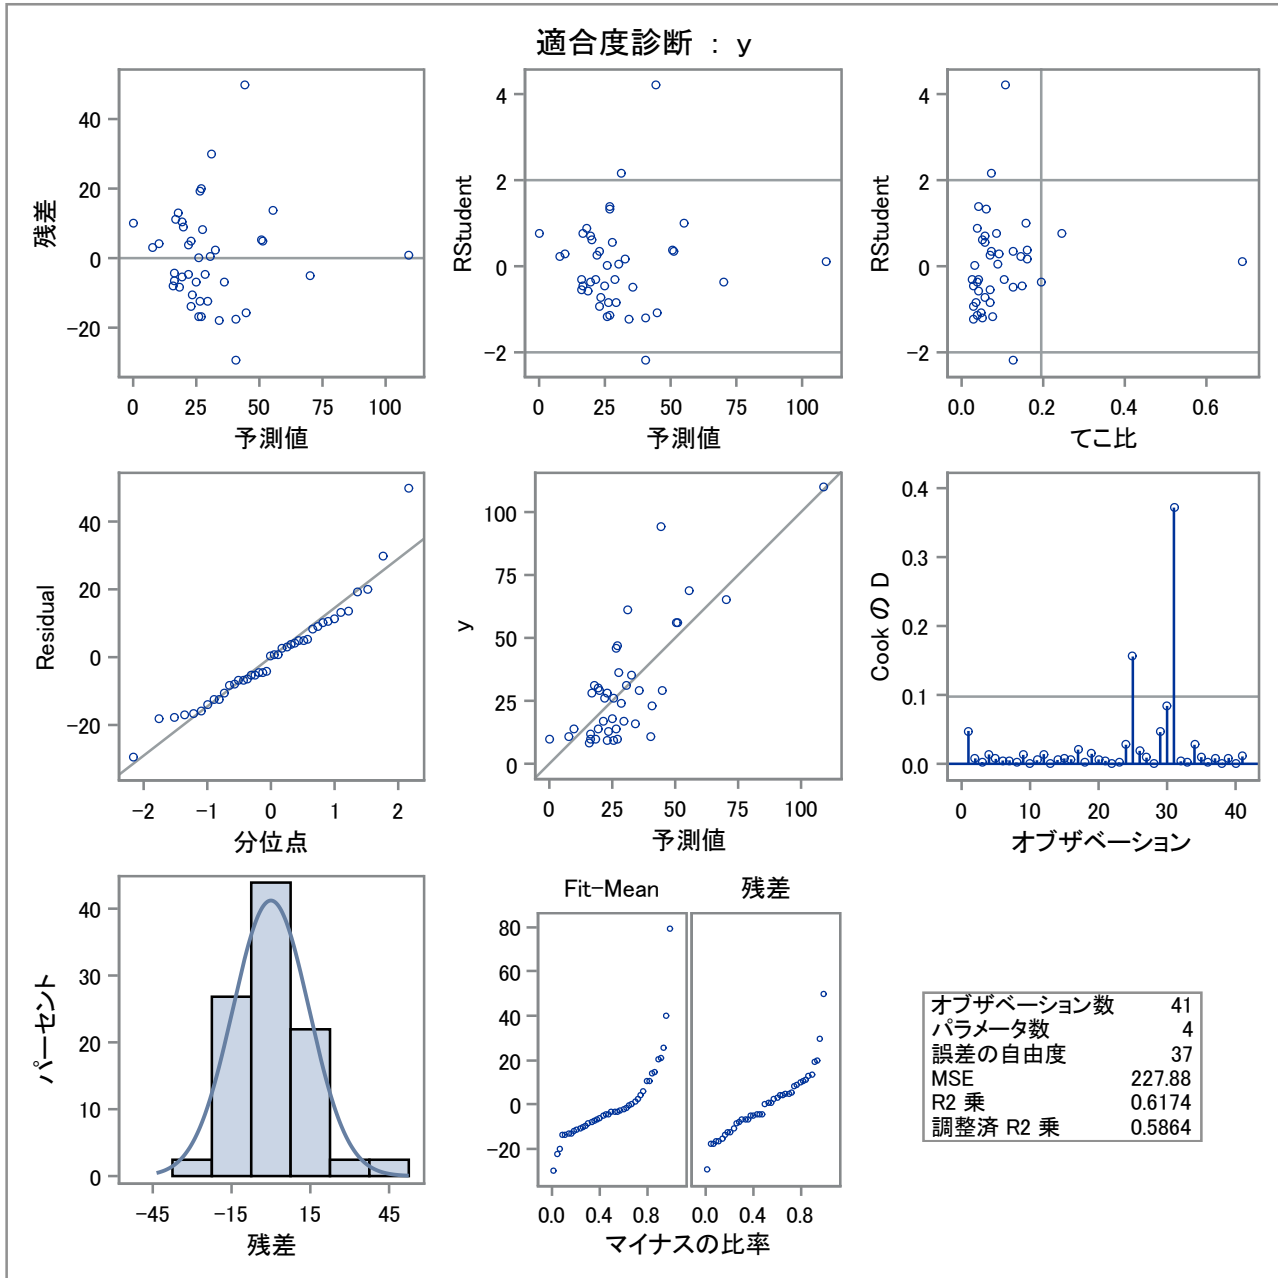 適合度診断 : y
残差
40
20
0
-20
0 25 50 75 100
予測値
RStudent
4
2
0
-2
0 25 50 75 100
予測値
RStudent
4
2
0
-2
0.0 0.2 0.4 0.6
てこ比
Residual
40
20
0
-20
-2 -1 0 1 2
分位点
y
100
75
50
25
0
0 25 50 75 100
予測値
Cook の D
0.4
0.3
0.2
0.1
0.0
0 10 20 30 40
オブザベーション
パーセント
40
30
20
10
0
-45 -15 15 45
残差
Fit-Mean 残差
80
60
40
20
0
-20
0.0 0.4 0.8 0.0 0.4 0.8
マイナスの比率
オブザベーション数 41
パラメータ数 4
誤差の自由度 37
MSE 227.88
R2 乗 0.6174
調整済 R2 乗 0.5864